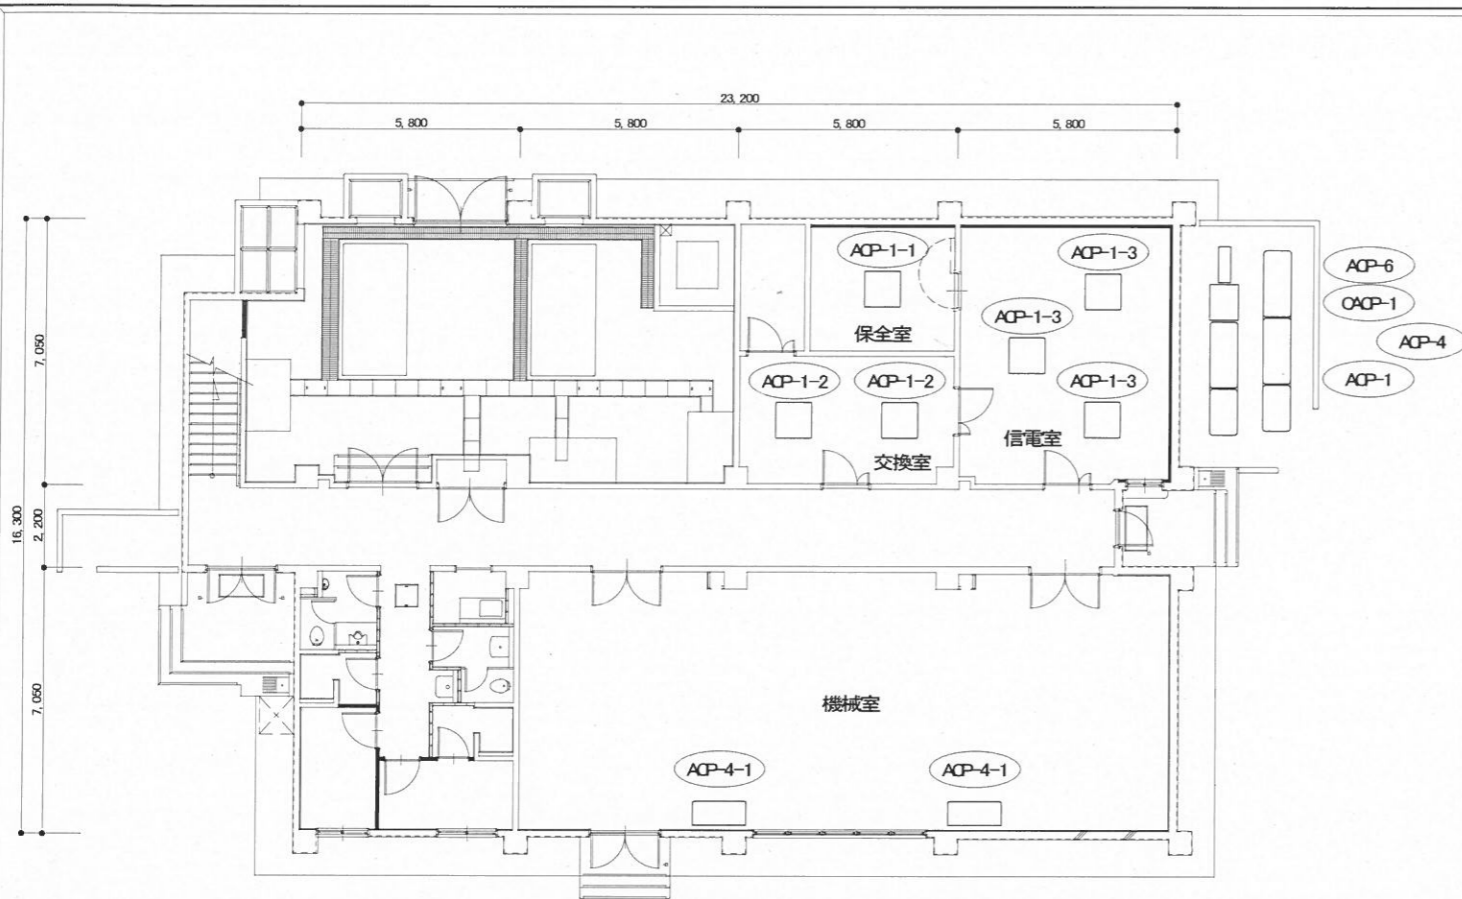 23, 200
5, 800
5, 800
5, 800
5, 800
ACP-1-1
ACP-1-3
ACP-6
OACP-1
ACP-1-3
保全室
ACP-4
7, 050
ACP-1-2
ACP-1-2
ACP-1-3
ACP-1
信電室
交換室
16, 300
2, 200
7, 050
機械室
ACP-4-1
ACP-4-1